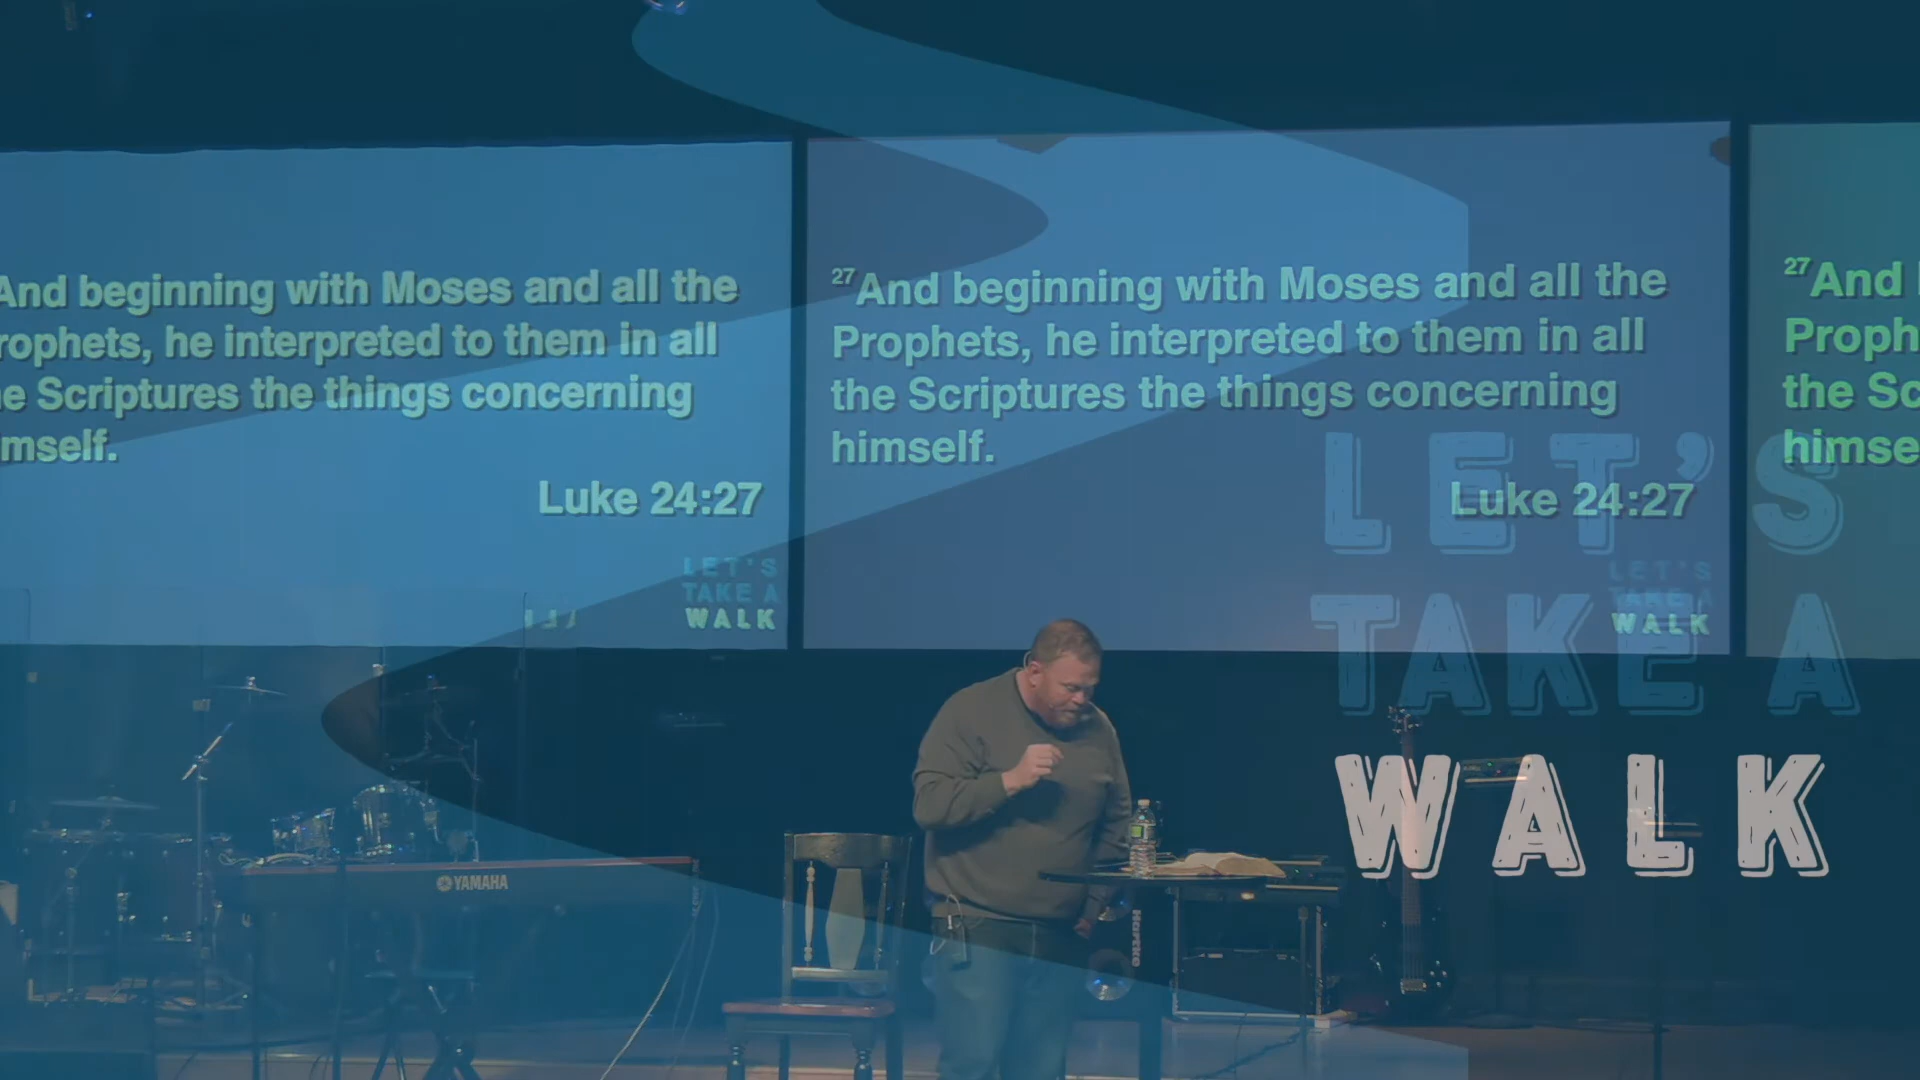 And beginning with Moses and all the
rophets, he interpreted to them in all
e Scriptures the things concerning
mself.
Luke 24:27
LET'S
TAKE A
WALK
27And beginning with Moses and all the
Prophets, he interpreted to them in all
the Scriptures the things concerning
himself.
Luke 24:27
LET'S
TAKE A
WALK
27And
Proph
the Sc
himse
LET'S
TAKE A
WALK
YAMAHA
Hartke